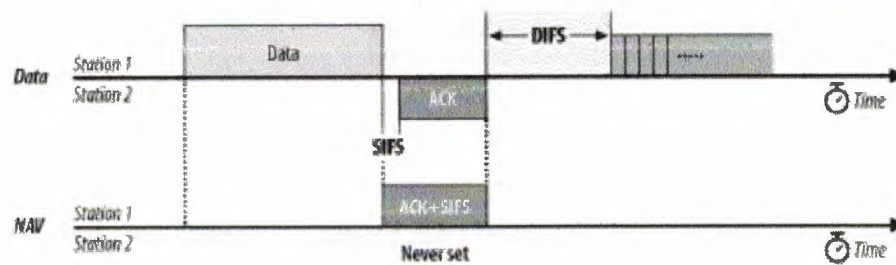 DIFS
Data
Station 1
Data
Station 2
ACK
Time
SIFS
ACK+SIFS
NAV
Station 1
Station 2
Never set
Time